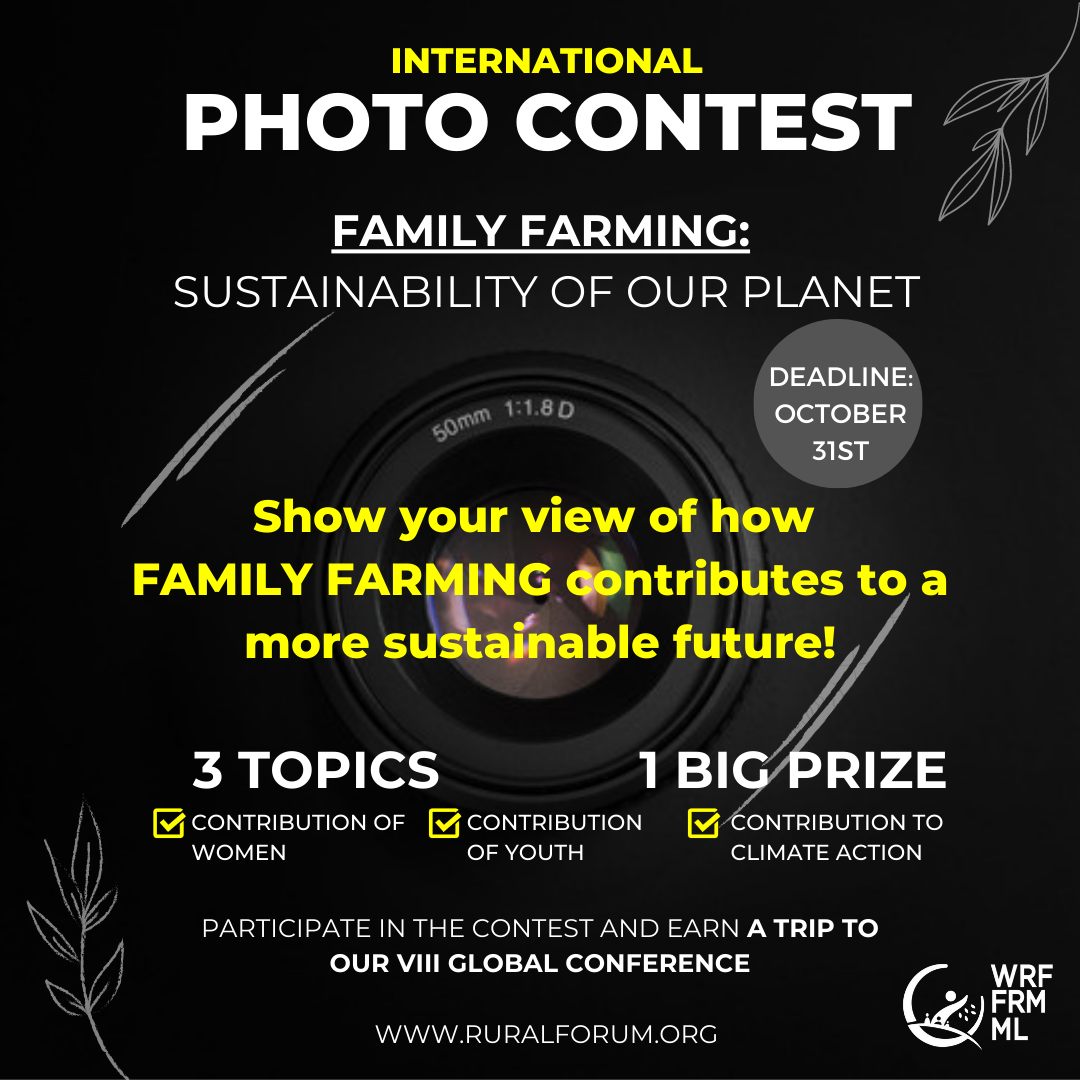 INTERNATIONAL
PHOTO CONTEST
FAMILY FARMING:
SUSTAINABILITY OF OUR PLANET
DEADLINE:
OCTOBER
31ST
50mm 1:1.8 D
Show your view of how
FAMILY FARMING contributes to a
more sustainable future!
3 TOPICS
1 BIG PRIZE
CONTRIBUTION OF
WOMEN
CONTRIBUTION
OF YOUTH
CONTRIBUTION TO
CLIMATE ACTION
PARTICIPATE IN THE CONTEST AND EARN A TRIP TO
OUR VIII GLOBAL CONFERENCE
WRF
FRM
ML
WWW.RURALFORUM.ORG